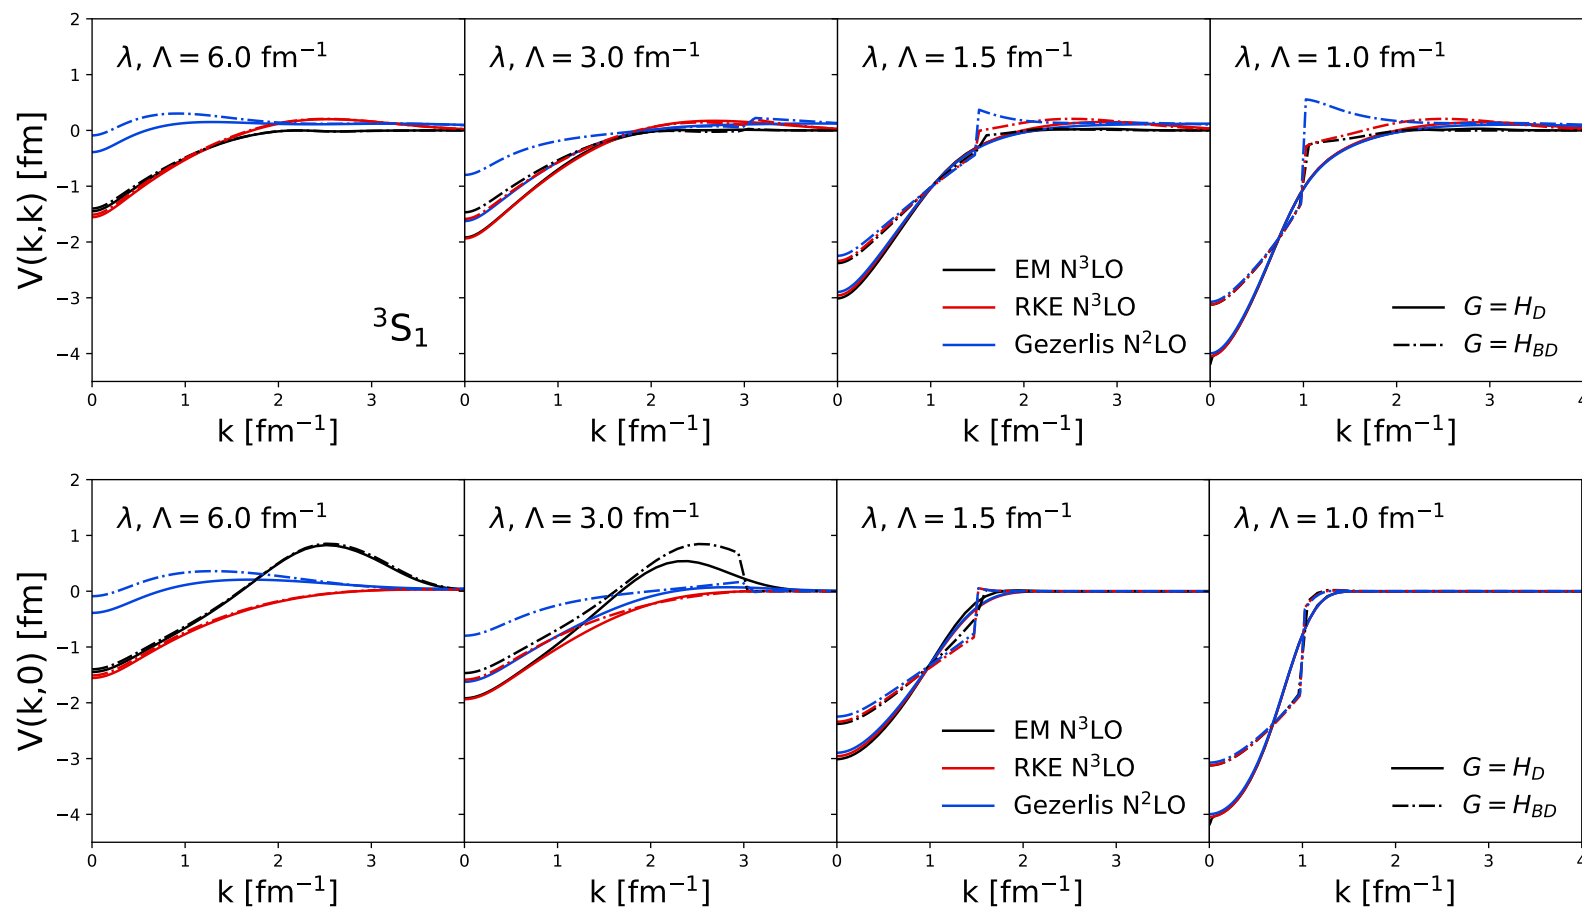 λ, Λ = 6.0 fm⁻¹
λ, Λ = 3.0 fm⁻¹
λ, Λ = 1.5 fm⁻¹
λ, Λ = 1.0 fm⁻¹
V(k,k) [fm]
2
1
0
−1
−2
−3
−4
³S₁
EM N³LO
RKE N³LO
Gezerlis N²LO
G = H_D
G = H_BD
0 1 2 3 0 1 2 3 0 1 2 3 0 1 2 3 4
k [fm⁻¹] k [fm⁻¹] k [fm⁻¹] k [fm⁻¹]
λ, Λ = 6.0 fm⁻¹
λ, Λ = 3.0 fm⁻¹
λ, Λ = 1.5 fm⁻¹
λ, Λ = 1.0 fm⁻¹
V(k,0) [fm]
2
1
0
−1
−2
−3
−4
EM N³LO
RKE N³LO
Gezerlis N²LO
G = H_D
G = H_BD
0 1 2 3 0 1 2 3 0 1 2 3 0 1 2 3 4
k [fm⁻¹] k [fm⁻¹] k [fm⁻¹] k [fm⁻¹]